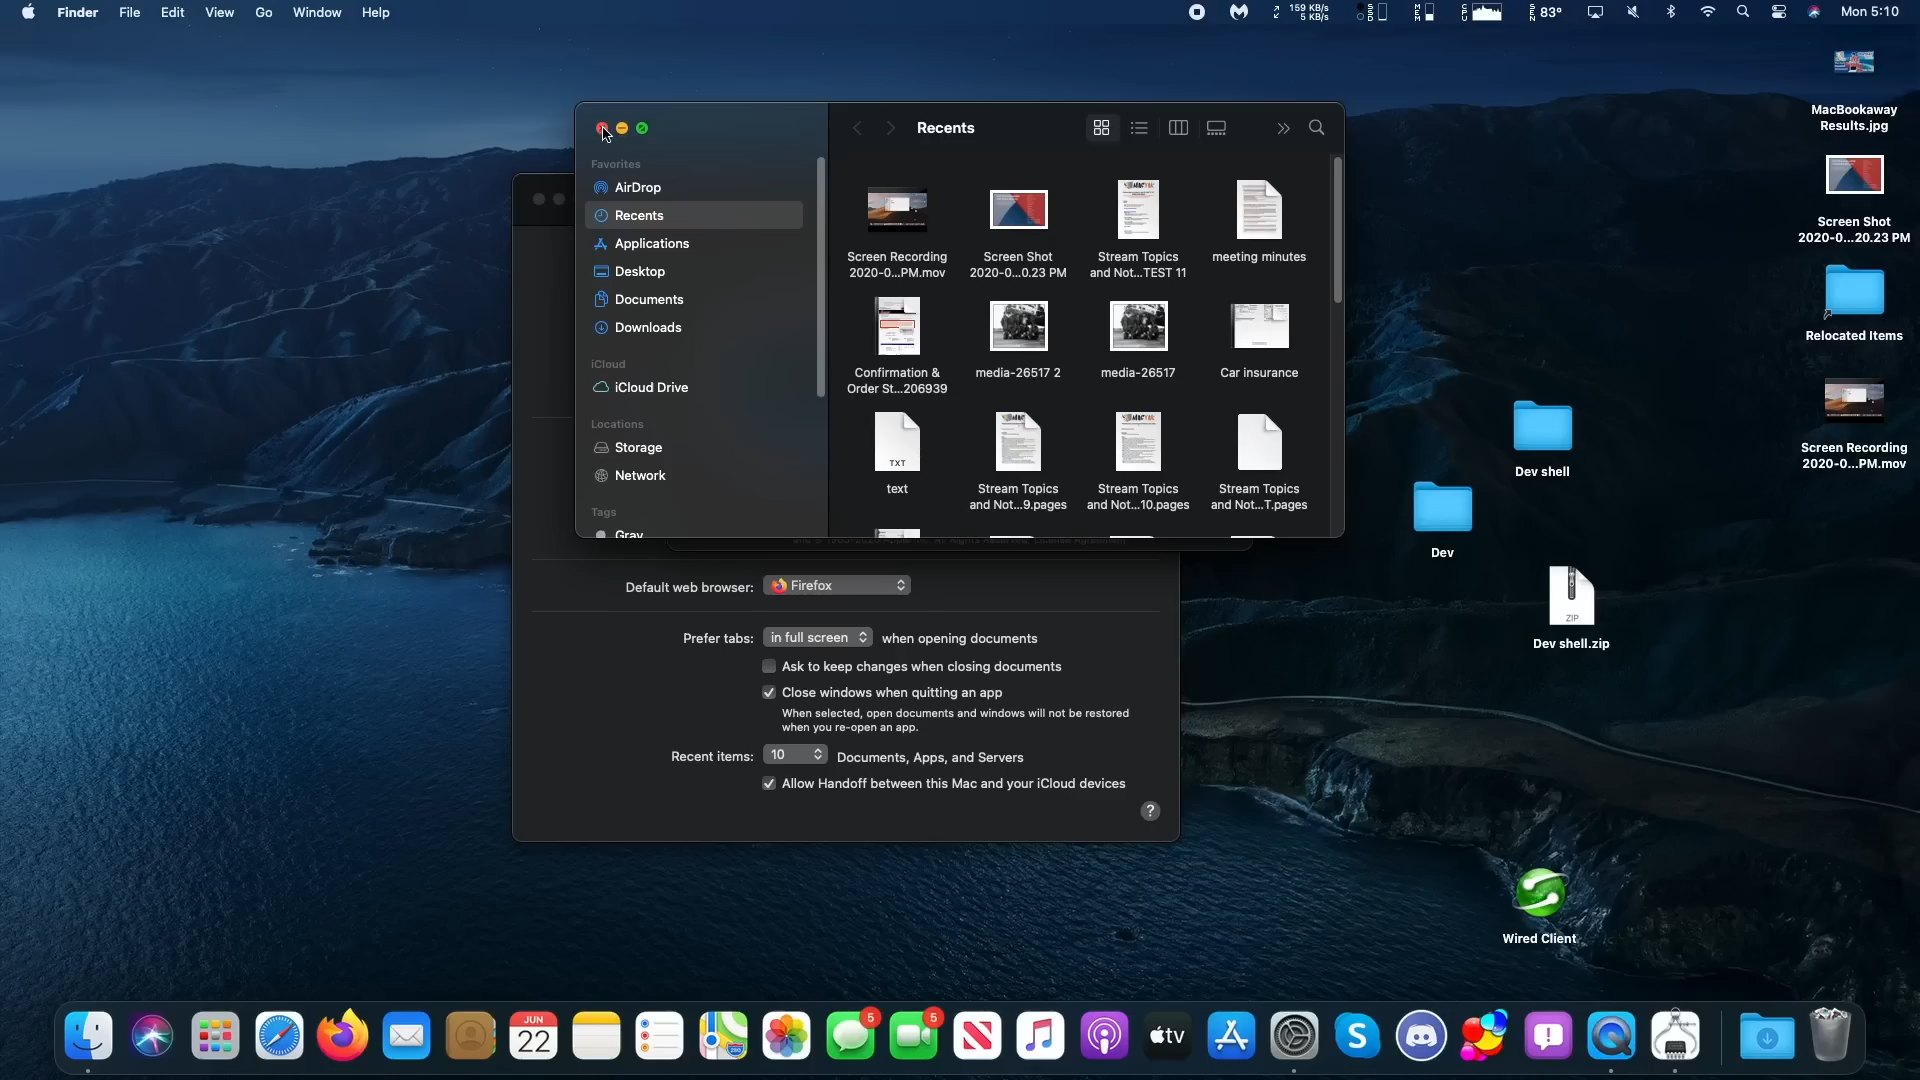 Finder File Edit View Go Window Help
159 KB/s
5 KB/s
SSD
MEM
CPU
SEN
83°
Mon 5:10
Recents
Favorites
AirDrop
Recents
Applications
Desktop
Documents
Downloads
iCloud
iCloud Drive
Locations
Storage
Network
Tags
Gray
Screen Recording
2020-0...PM.mov
Screen Shot
2020-0...0.23 PM
Stream Topics
and Not...TEST 11
meeting minutes
Confirmation &
Order St...206939
media-26517 2
media-26517
Car insurance
TXT
text
Stream Topics
and Not...9.pages
Stream Topics
and Not...10.pages
Stream Topics
and Not...T.pages
Default web browser: Firefox
Prefer tabs: in full screen when opening documents
Ask to keep changes when closing documents
Close windows when quitting an app
When selected, open documents and windows will not be restored
when you re-open an app.
Recent items: 10 Documents, Apps, and Servers
Allow Handoff between this Mac and your iCloud devices
?
MacBookaway
Results.jpg
Screen Shot
2020-0...20.23 PM
Relocated Items
Screen Recording
2020-0...PM.mov
Dev shell
Dev
ZIP
Dev shell.zip
Wired Client
JUN
22
280
5
5
tv